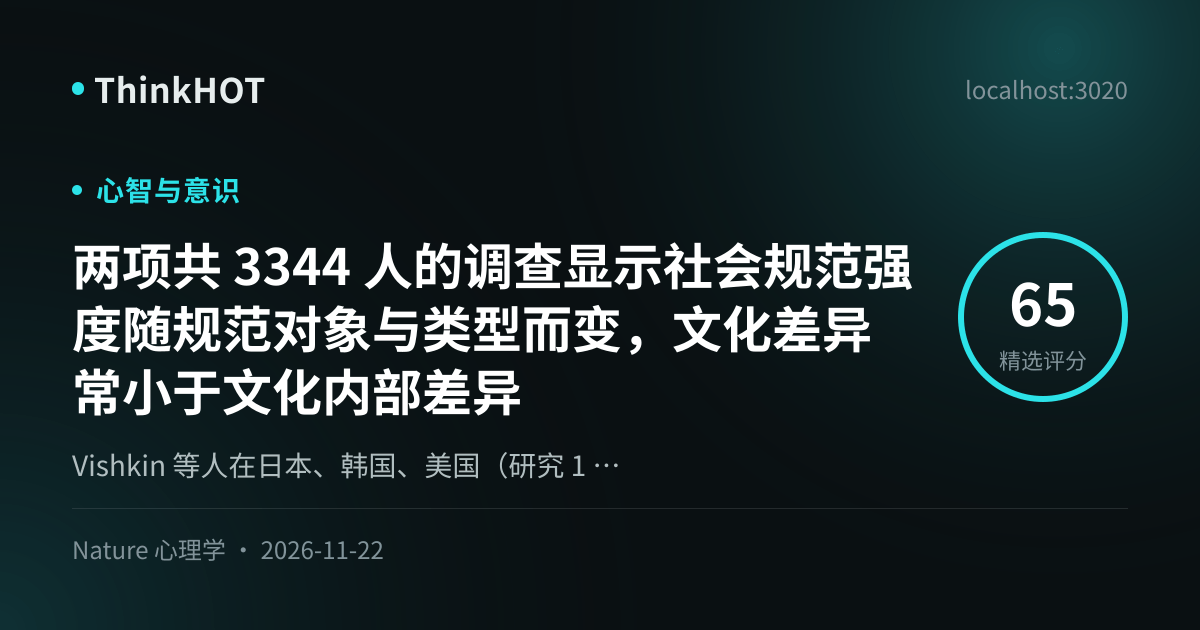 ThinkHOT
localhost:3020
心智与意识
两项共 3344 人的调查显示社会规范强
度随规范对象与类型而变，文化差异
常小于文化内部差异
65
精选评分
Vishkin 等人在日本、韩国、美国（研究 1 …
Nature 心理学 · 2026-11-22